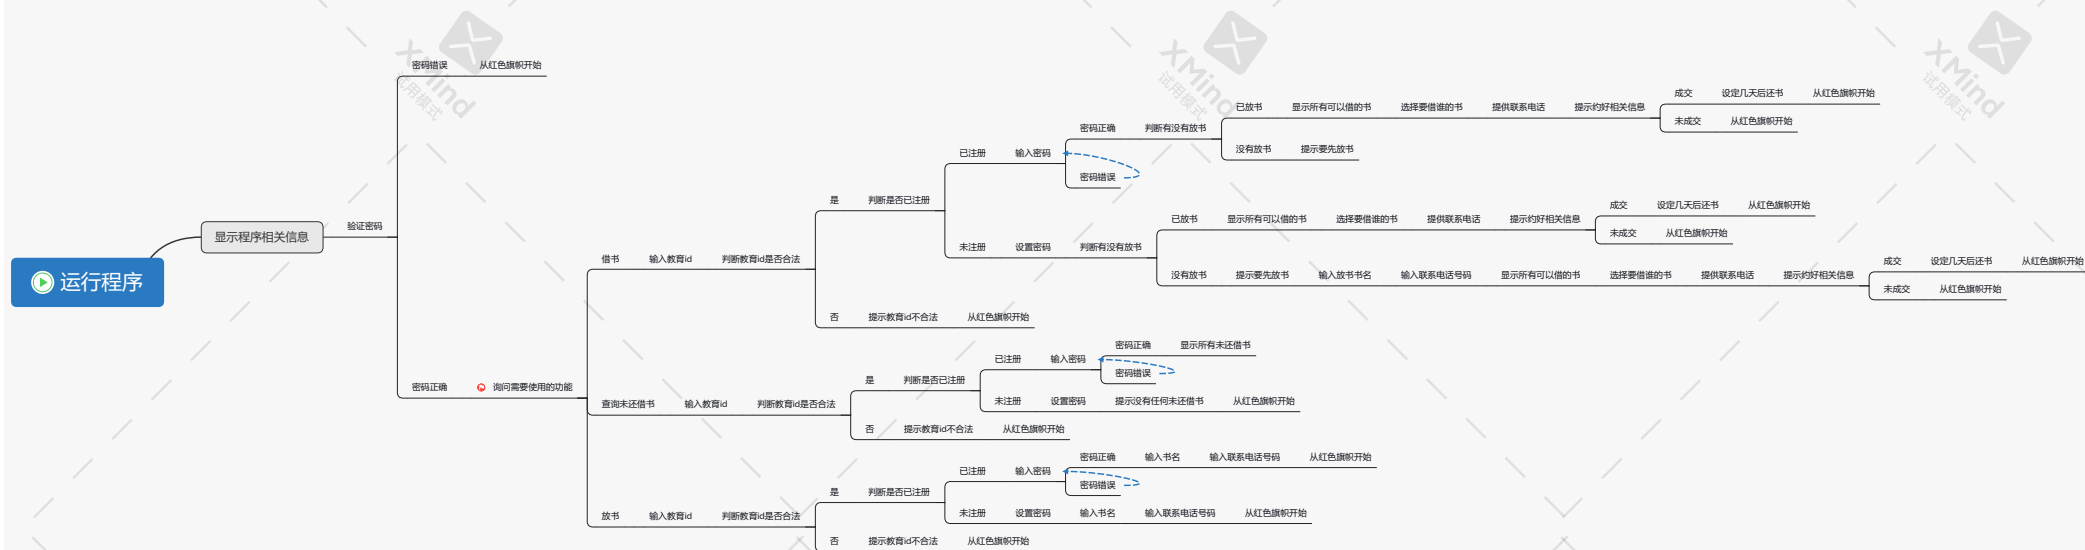 运行程序
显示程序相关信息
验证密码
密码错误 从红色旗帜开始
密码正确 询问需要使用的功能
借书 输入教育id 判断教育id是否合法
是 判断是否已注册
已注册 输入密码
密码正确 判断有没有放书
已放书 显示所有可以借的书 选择要借谁的书 提供联系电话 提示约好相关信息
成交 设定几天后还书 从红色旗帜开始
未成交 从红色旗帜开始
没有放书 提示要先放书
密码错误
未注册 设置密码 判断有没有放书
已放书 显示所有可以借的书 选择要借谁的书 提供联系电话 提示约好相关信息
成交 设定几天后还书 从红色旗帜开始
未成交 从红色旗帜开始
没有放书 提示要先放书 输入放书书名 输入联系电话号码 显示所有可以借的书 选择要借谁的书 提供联系电话 提示约好相关信息
成交 设定几天后还书 从红色旗帜开始
未成交 从红色旗帜开始
否 提示教育id不合法 从红色旗帜开始
查询未还借书 输入教育id 判断教育id是否合法
是 判断是否已注册
已注册 输入密码
密码正确 显示所有未还借书
密码错误
未注册 设置密码 提示没有任何未还借书 从红色旗帜开始
否 提示教育id不合法 从红色旗帜开始
放书 输入教育id 判断教育id是否合法
是 判断是否已注册
已注册 输入密码
密码正确 输入书名 输入联系电话号码 从红色旗帜开始
密码错误
未注册 设置密码 输入书名 输入联系电话号码 从红色旗帜开始
否 提示教育id不合法 从红色旗帜开始
XMind
试用模式
XMind
试用模式
XMind
试用模式